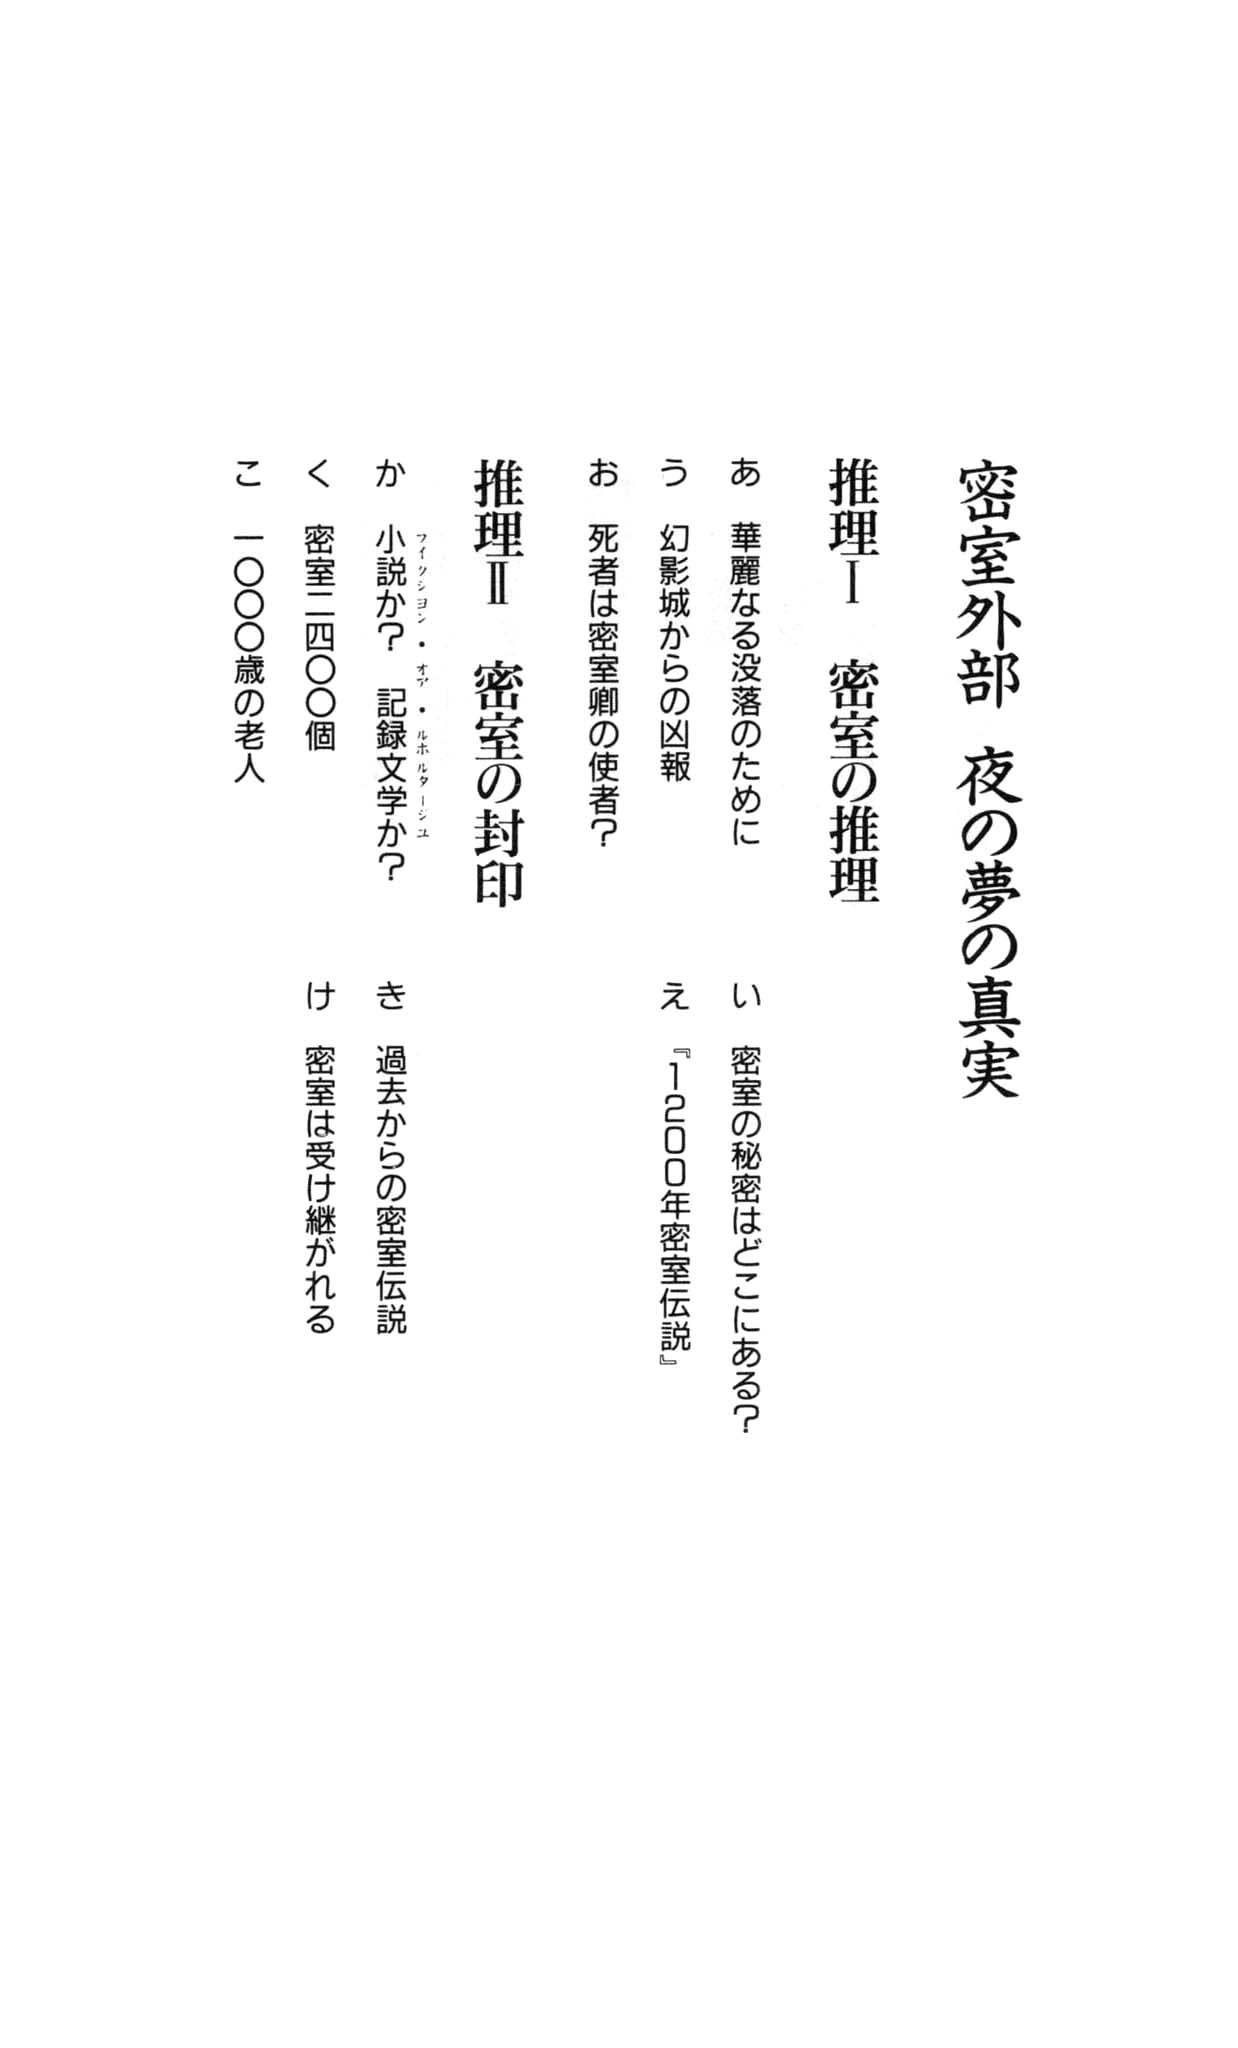 密室外部　夜の夢の真実
推理Ⅰ　密室の推理
あ　華麗なる没落のために
い　密室の秘密はどこにある？
う　幻影城からの凶報
え　『１２００年密室伝説』
お　死者は密室卿の使者？
推理Ⅱ　密室の封印
フイクシヨン・オア・ルホルタージユ
か　小説か？　記録文学か？
き　過去からの密室伝説
く　密室二四〇〇個
け　密室は受け継がれる
こ　一〇〇〇歳の老人